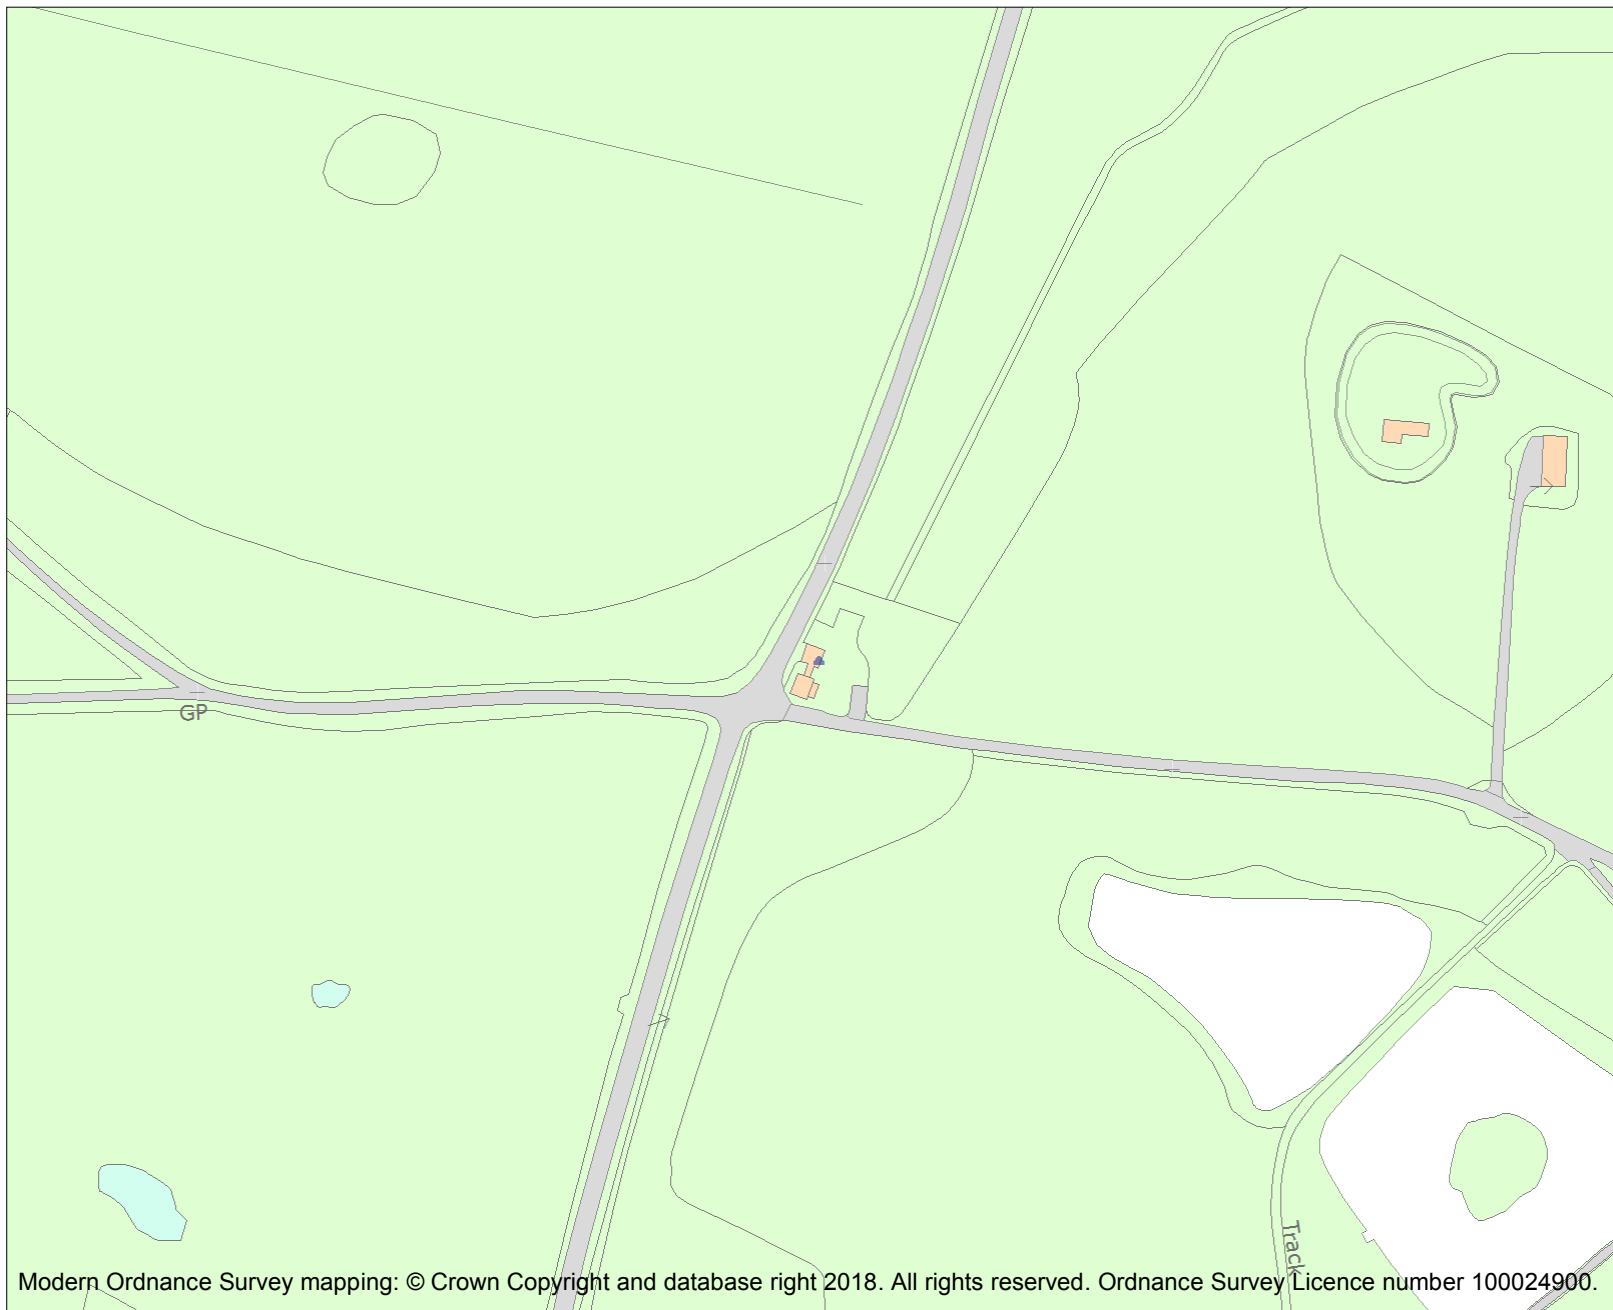 GP
Track
Modern Ordnance Survey mapping: © Crown Copyright and database right 2018. All rights reserved. Ordnance Survey Licence number 100024900.